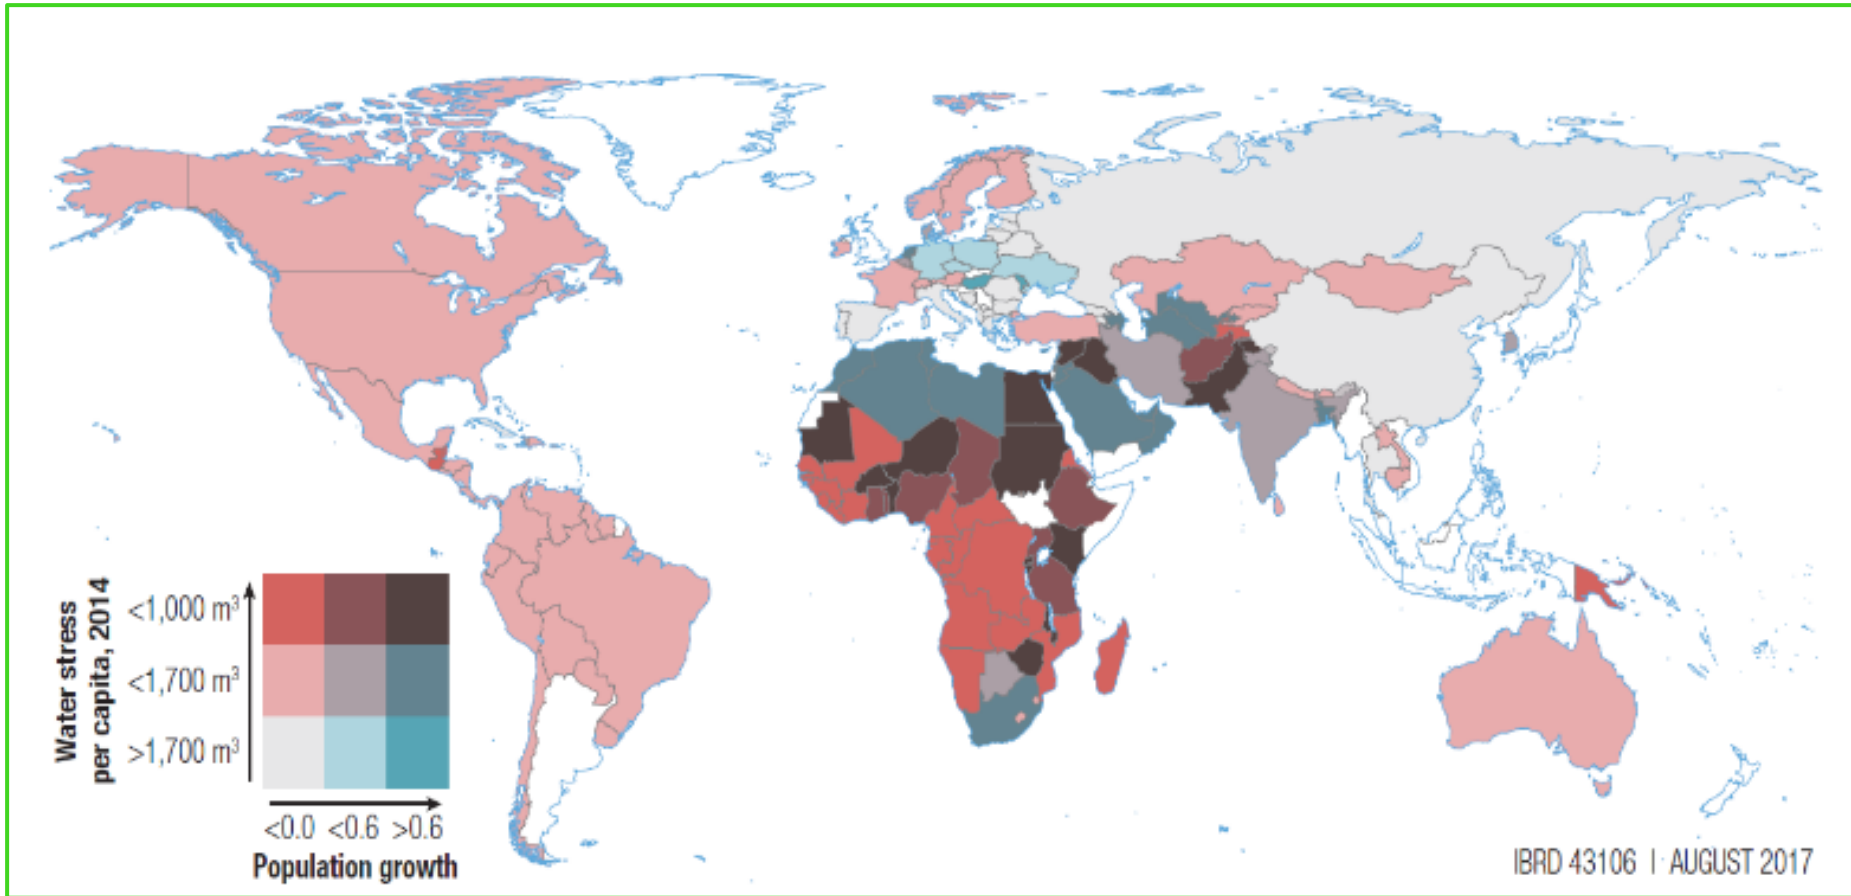 Water stress
per capita, 2014
<1,000 m³
<1,700 m³
>1,700 m³
<0.0 <0.6 >0.6
Population growth
IBRD 43106 | AUGUST 2017